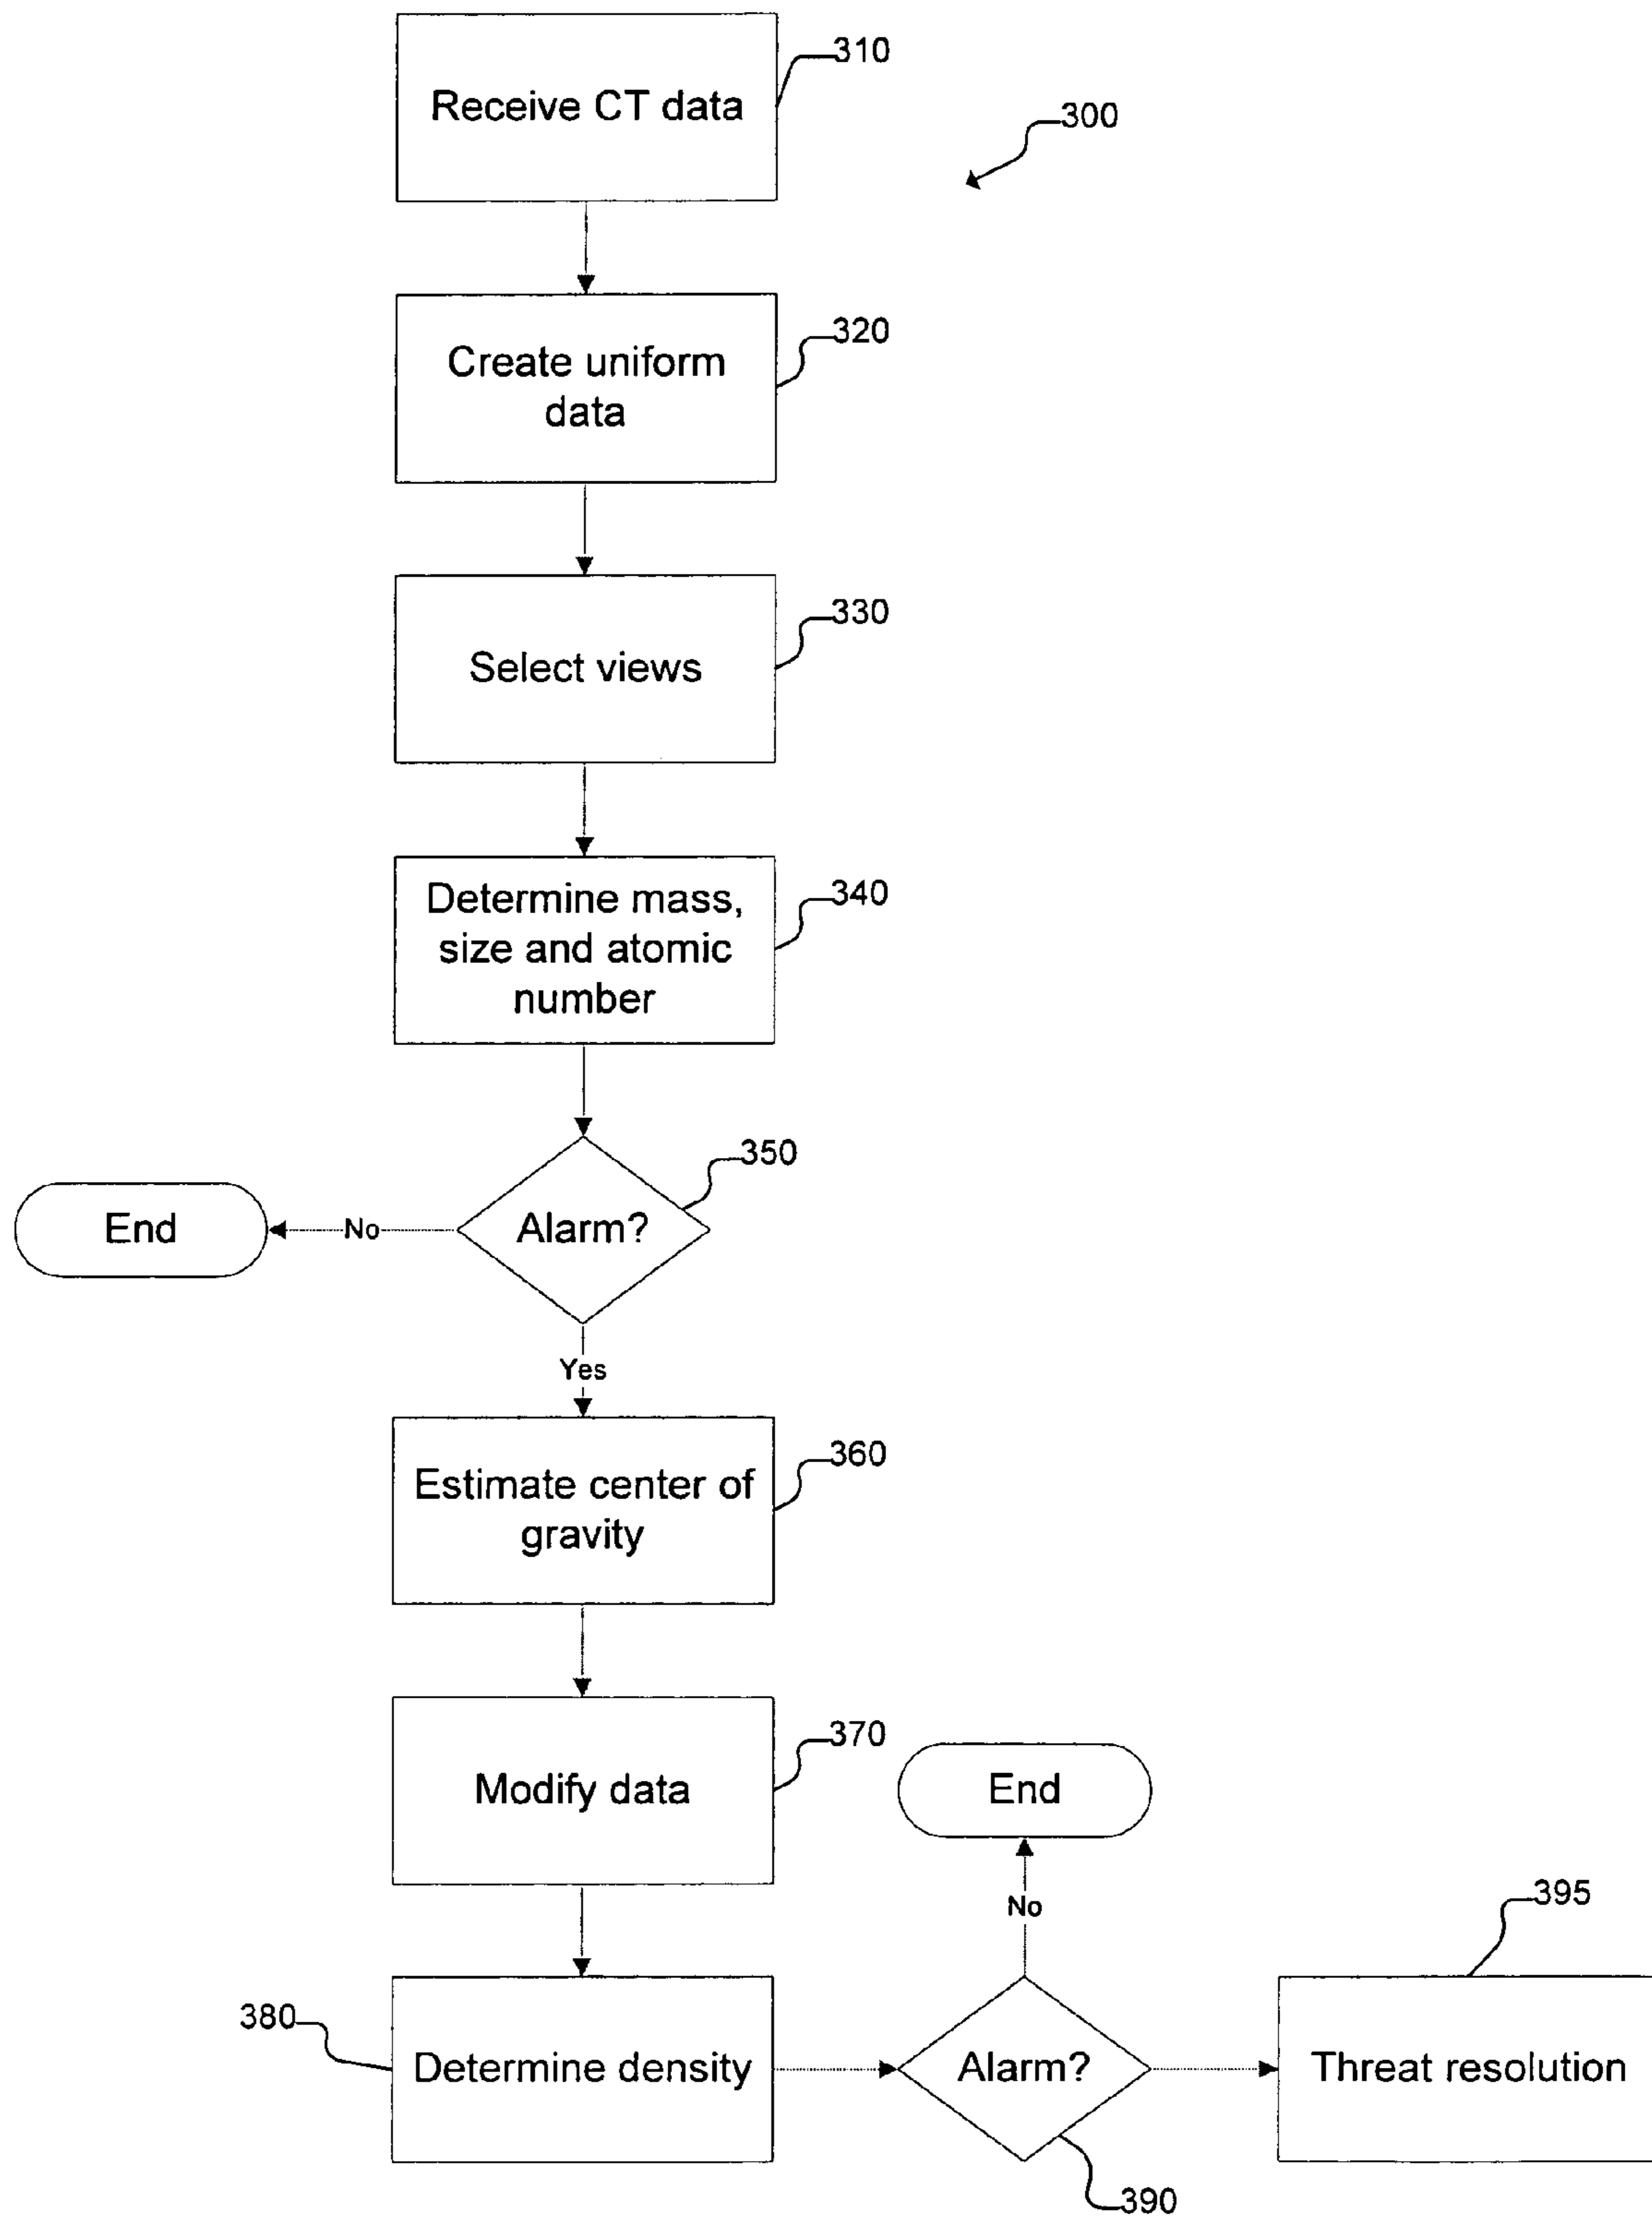 Receive CT data
310
300
Create uniform
data
320
Select views
330
Determine mass,
size and atomic
number
340
Alarm?
350
No
End
Yes
Estimate center of
gravity
360
Modify data
370
End
No
395
380
Determine density
Alarm?
Threat resolution
390